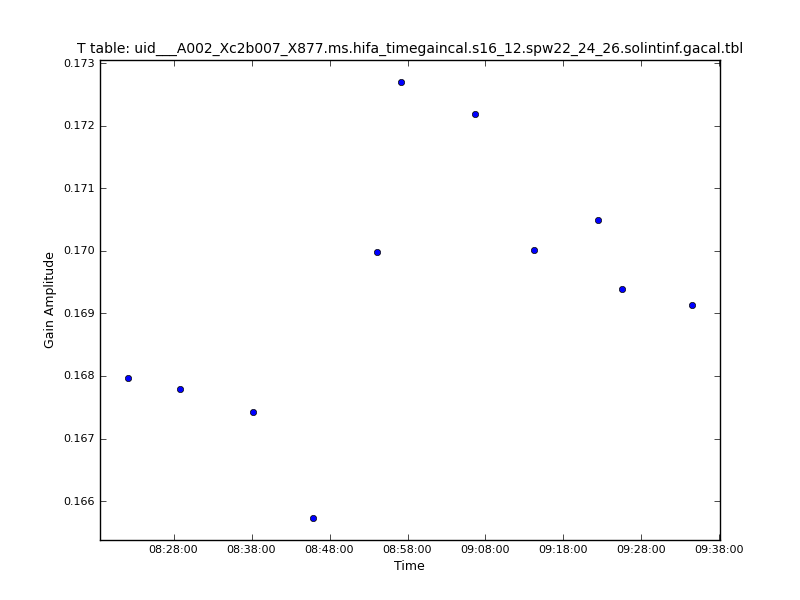 T table: uid___A002_Xc2b007_X877.ms.hifa_timegaincal.s16_12.spw22_24_26.solintinf.gacal.tbl
0.173
0.172
0.171
0.170
0.169
0.168
0.167
0.166
Gain Amplitude
08:28:00 08:38:00 08:48:00 08:58:00 09:08:00 09:18:00 09:28:00 09:38:00
Time